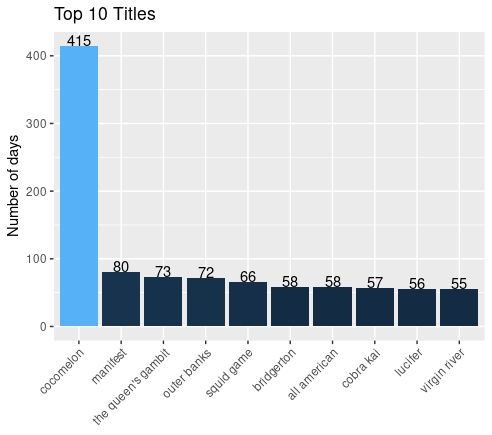 Top 10 Titles
Number of days
400
300
200
100
0
415
80
73
72
66
58
58
57
56
55
cocomelon
manifest
the queen's gambit
outer banks
squid game
bridgerton
all american
cobra kai
lucifer
virgin river